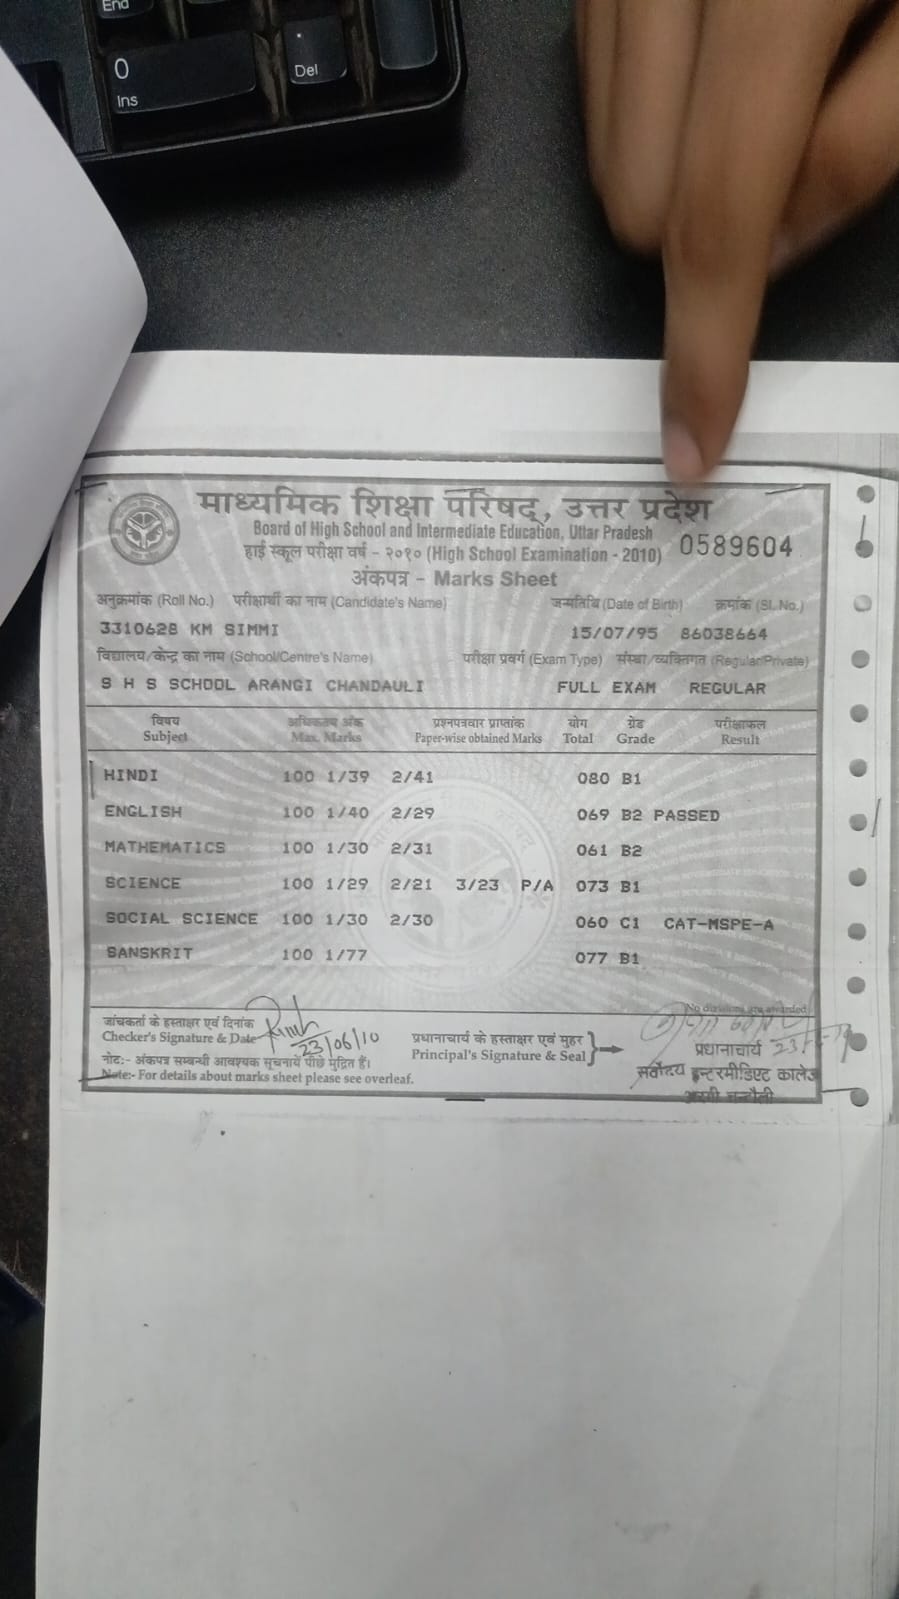 End
0
Ins
Del
माध्यमिक शिक्षा परिषद्, उत्तर प्रदेश
Board of High School and Intermediate Education, Uttar Pradesh
हाई स्कूल परीक्षा वर्ष - २०१० (High School Examination - 2010) 0589604
अंकपत्र - Marks Sheet
अनुक्रमांक (Roll No.) परीक्षार्थी का नाम (Candidate's Name) जन्मतिथि (Date of Birth) क्रमांक (Sl. No.)
3310628 KM SIMMI 15/07/95 86038664
विद्यालय/केन्द्र का नाम (School/Centre's Name) परीक्षा प्रवर्ग (Exam Type) संस्था/व्यक्तिगत (Regular/Private)
S H S SCHOOL ARANGI CHANDAULI FULL EXAM REGULAR
विषय अधिकतम अंक प्रश्नपत्रवार प्राप्तांक योग ग्रेड परीक्षाफल
Subject Max. Marks Paper-wise obtained Marks Total Grade Result
HINDI 100 1/39 2/41 080 B1
ENGLISH 100 1/40 2/29 069 B2 PASSED
MATHEMATICS 100 1/30 2/31 061 B2
SCIENCE 100 1/29 2/21 3/23 P/A 073 B1
SOCIAL SCIENCE 100 1/30 2/30 060 C1 CAT-MSPE-A
SANSKRIT 100 1/77 077 B1
No divisions are awarded
जांचकर्ता के हस्ताक्षर एवं दिनांक
Checker's Signature & Date 23/06/10
प्रधानाचार्य के हस्ताक्षर एवं मुहर
Principal's Signature & Seal
प्रधानाचार्य
सर्वोदय इन्टरमीडिएट कालेज
नोट:- अंकपत्र सम्बन्धी आवश्यक सूचनायें पीछे मुद्रित हैं।
Note:- For details about marks sheet please see overleaf.